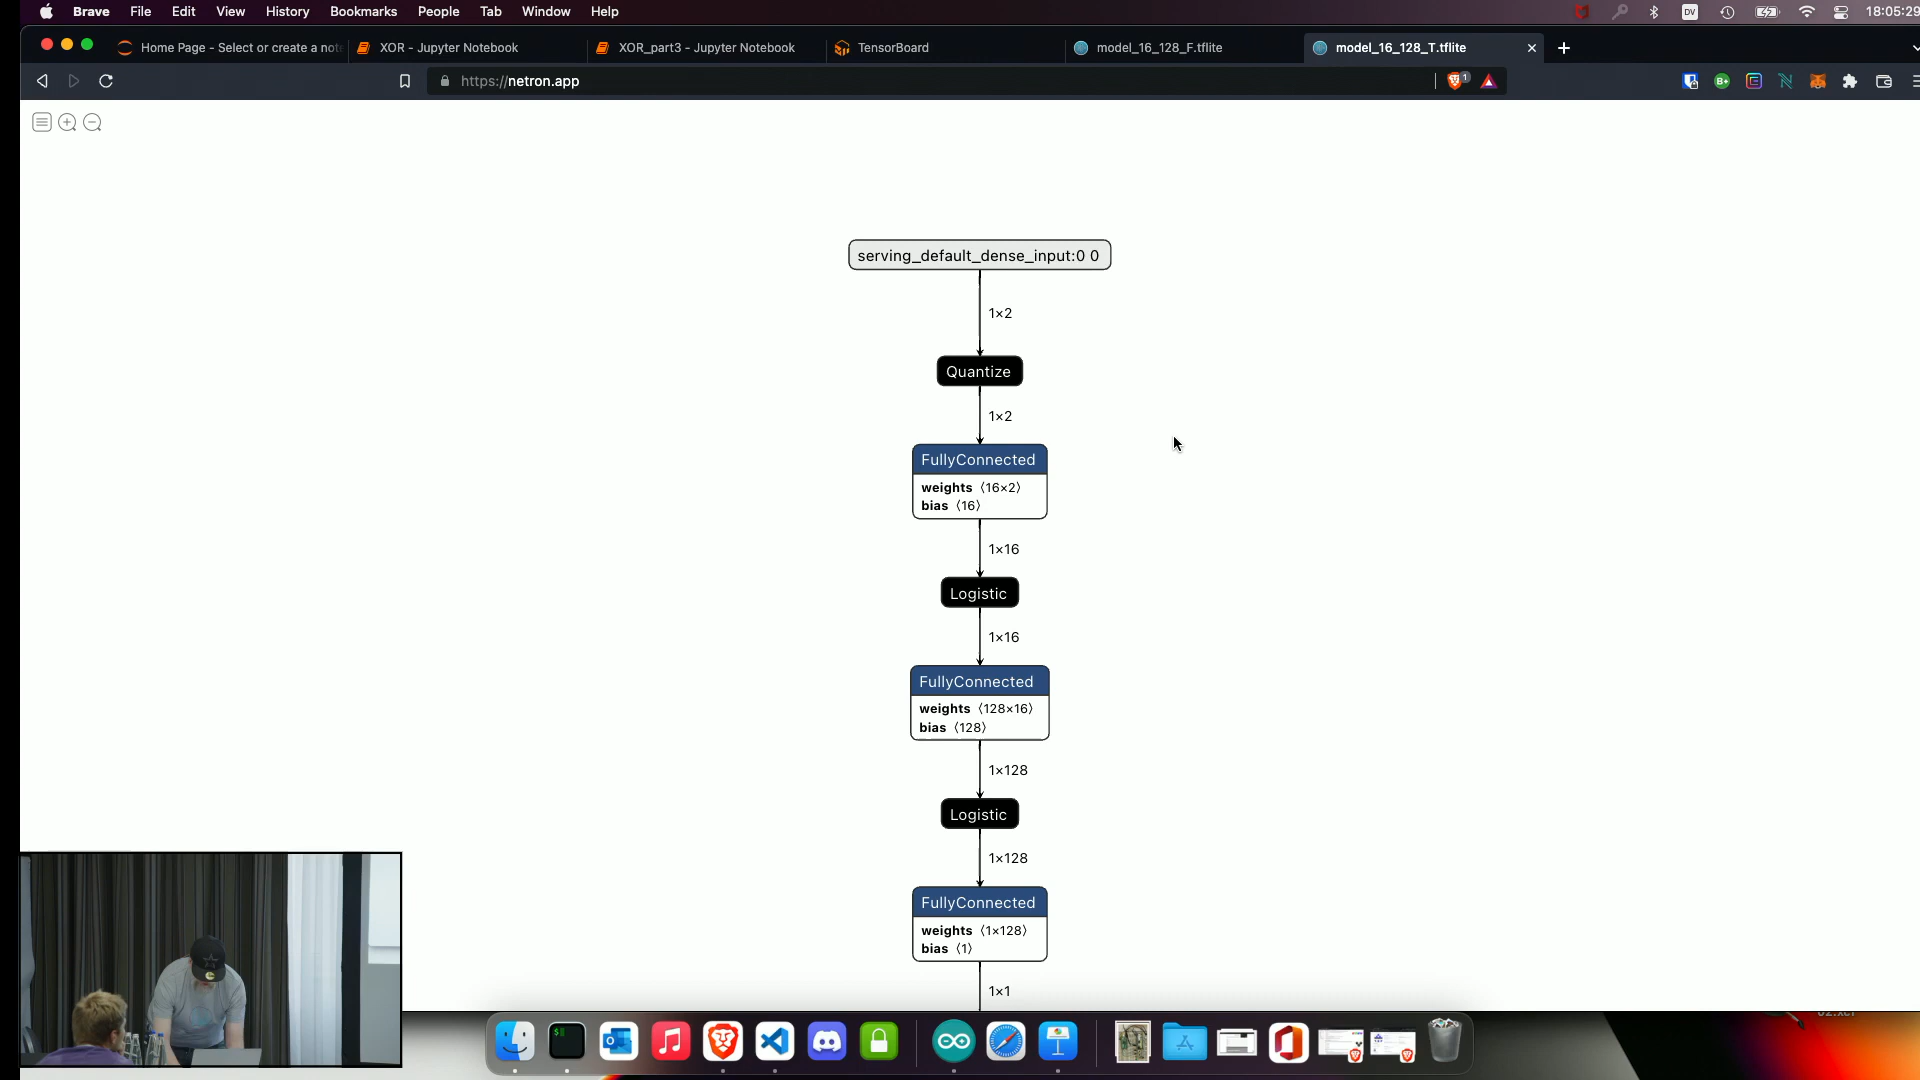 Brave File Edit View History Bookmarks People Tab Window Help DV 18:05:29
Home Page - Select or create a note
XOR - Jupyter Notebook
XOR_part3 - Jupyter Notebook
TensorBoard
model_16_128_F.tflite
model_16_128_T.tflite
https://netron.app
1
B+
serving_default_dense_input:0 0
1×2
Quantize
1×2
FullyConnected
weights ⟨16×2⟩
bias ⟨16⟩
1×16
Logistic
1×16
FullyConnected
weights ⟨128×16⟩
bias ⟨128⟩
1×128
Logistic
1×128
FullyConnected
weights ⟨1×128⟩
bias ⟨1⟩
1×1